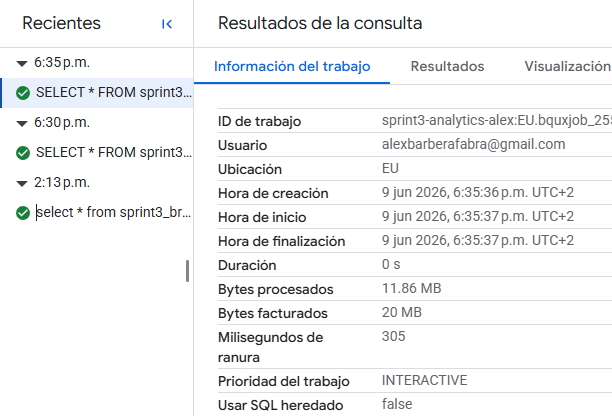 Recientes
6:35 p.m.
SELECT * FROM sprint3...
6:30 p.m.
SELECT * FROM sprint3...
2:13 p.m.
select * from sprint3_br...
Resultados de la consulta
Información del trabajo Resultados Visualización
ID de trabajo sprint3-analytics-alex:EU.bquxjob_255
Usuario alexbarberafabra@gmail.com
Ubicación EU
Hora de creación 9 jun 2026, 6:35:36 p.m. UTC+2
Hora de inicio 9 jun 2026, 6:35:37 p.m. UTC+2
Hora de finalización 9 jun 2026, 6:35:37 p.m. UTC+2
Duración 0 s
Bytes procesados 11.86 MB
Bytes facturados 20 MB
Milisegundos de
ranura 305
Prioridad del trabajo INTERACTIVE
Usar SQL heredado false